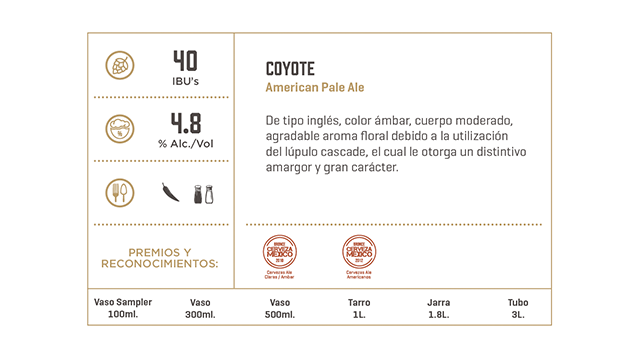 40
IBU's
4.8
% Alc./Vol
%
COYOTE
American Pale Ale
De tipo inglés, color ámbar, cuerpo moderado,
agradable aroma floral debido a la utilización
del lúpulo cascade, el cual le otorga un distintivo
amargor y gran carácter.
PREMIOS Y
RECONOCIMIENTOS:
BRONCE
CERVEZA
MÉXICO
Cervezas Ale
Claras / Ámbar
BRONCE
CERVEZA
MÉXICO
2012
Cervezas Ale
Americanas
Vaso Sampler
100ml.
Vaso
300ml.
Vaso
500ml.
Tarro
1L.
Jarra
1.8L.
Tubo
3L.